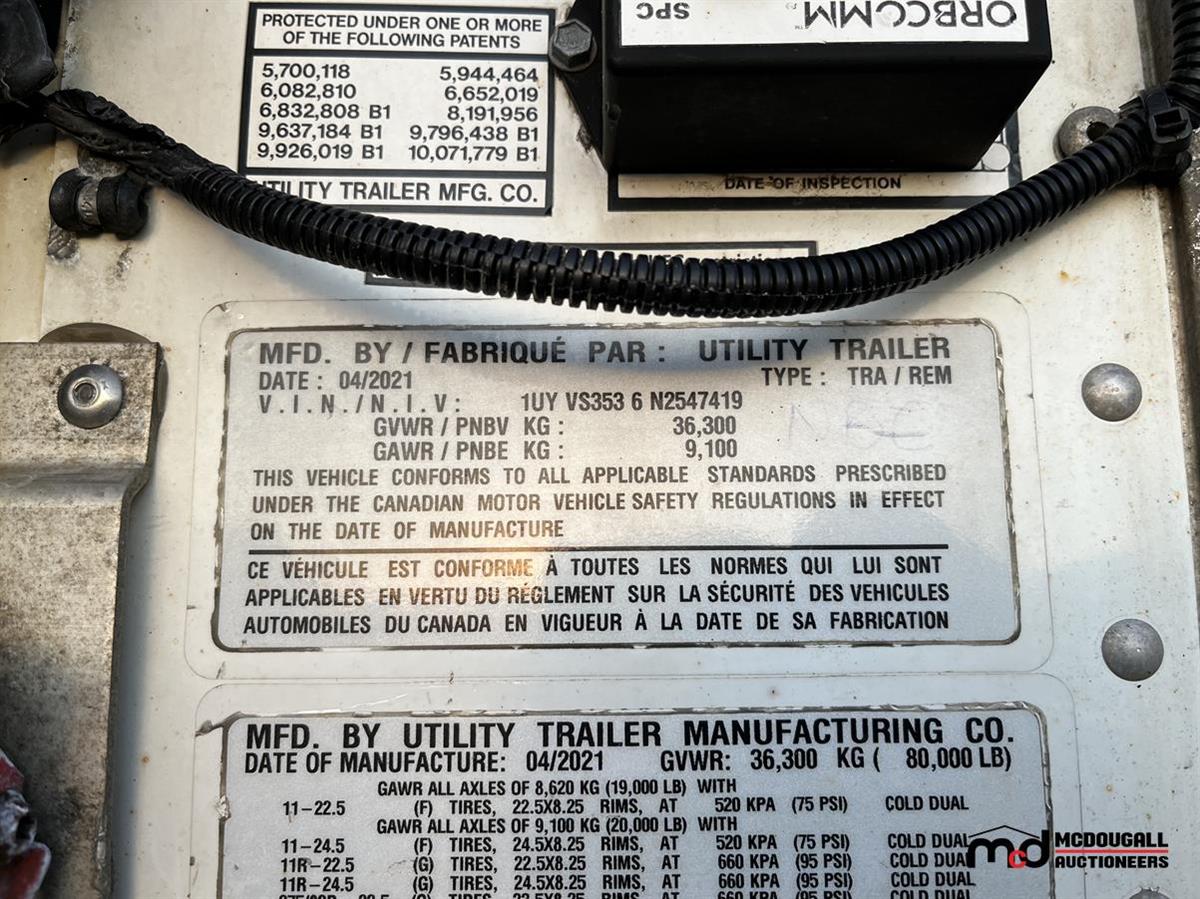 PROTECTED UNDER ONE OR MORE
OF THE FOLLOWING PATENTS
5,700,118 5,944,464
6,082,810 6,652,019
6,832,808 B1 8,191,956
9,637,184 B1 9,796,438 B1
9,926,019 B1 10,071,779 B1
UTILITY TRAILER MFG. CO.
ORBCOMM™
SPC
DATE OF INSPECTION
MFD. BY / FABRIQUÉ PAR : UTILITY TRAILER
DATE : 04/2021 TYPE : TRA / REM
V.I.N./N.I.V: 1UY VS353 6 N2547419
GVWR / PNBV KG : 36,300
GAWR / PNBE KG : 9,100
THIS VEHICLE CONFORMS TO ALL APPLICABLE STANDARDS PRESCRIBED
UNDER THE CANADIAN MOTOR VEHICLE SAFETY REGULATIONS IN EFFECT
ON THE DATE OF MANUFACTURE
CE VÉHICULE EST CONFORME À TOUTES LES NORMES QUI LUI SONT
APPLICABLES EN VERTU DU RÉGLEMENT SUR LA SÉCURITÉ DES VEHICULES
AUTOMOBILES DU CANADA EN VIGUEUR À LA DATE DE SA FABRICATION
MFD. BY UTILITY TRAILER MANUFACTURING CO.
DATE OF MANUFACTURE: 04/2021 GVWR: 36,300 KG ( 80,000 LB)
GAWR ALL AXLES OF 8,620 KG (19,000 LB) WITH
11-22.5 (F) TIRES, 22.5X8.25 RIMS, AT 520 KPA (75 PSI) COLD DUAL
GAWR ALL AXLES OF 9,100 KG (20,000 LB) WITH
11-24.5 (F) TIRES, 24.5X8.25 RIMS, AT 520 KPA (75 PSI) COLD DUAL
11R-22.5 (G) TIRES, 22.5X8.25 RIMS, AT 660 KPA (95 PSI) COLD DUAL
11R-24.5 (G) TIRES, 24.5X8.25 RIMS, AT 660 KPA (95 PSI) COLD DUAL
mcd MCDOUGALL
AUCTIONEERS